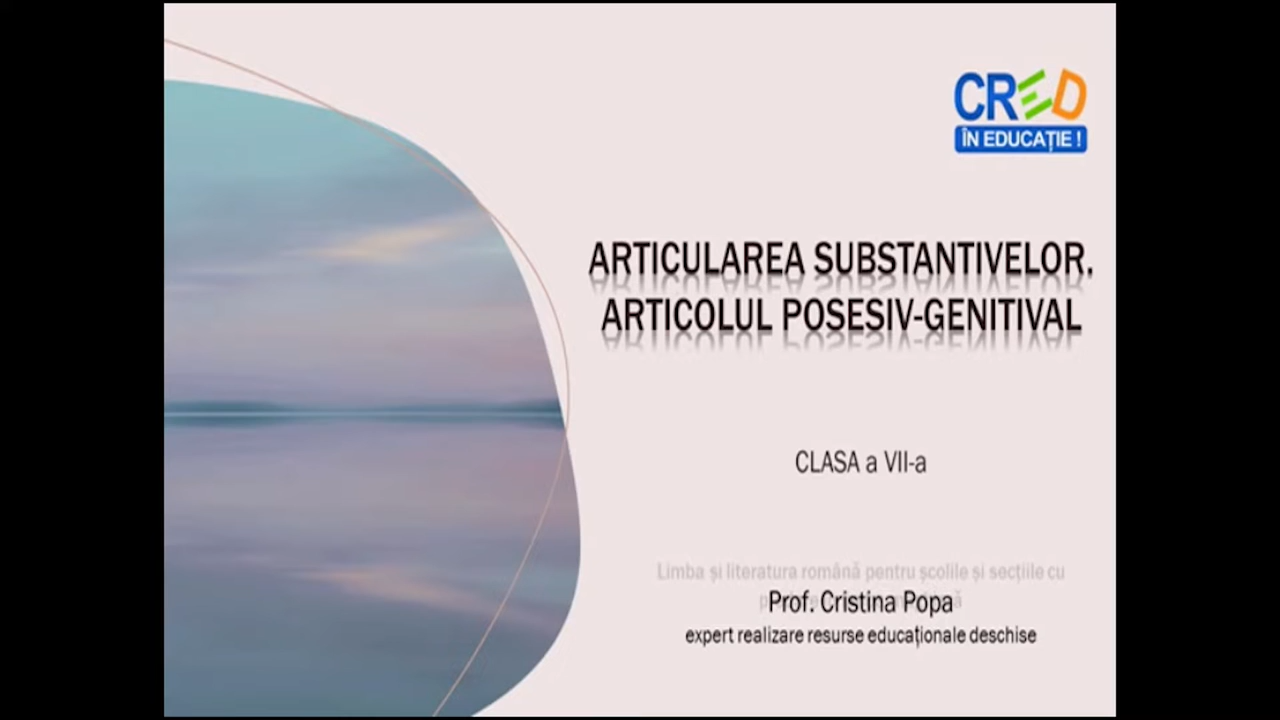 CRED
ÎN EDUCAȚIE !
ARTICULAREA SUBSTANTIVELOR.
ARTICOLUL POSESIV-GENITIVAL
CLASA a VII-a
Limba și literatura română pentru școlile și secțiile cu
Prof. Cristina Popa
expert realizare resurse educaționale deschise